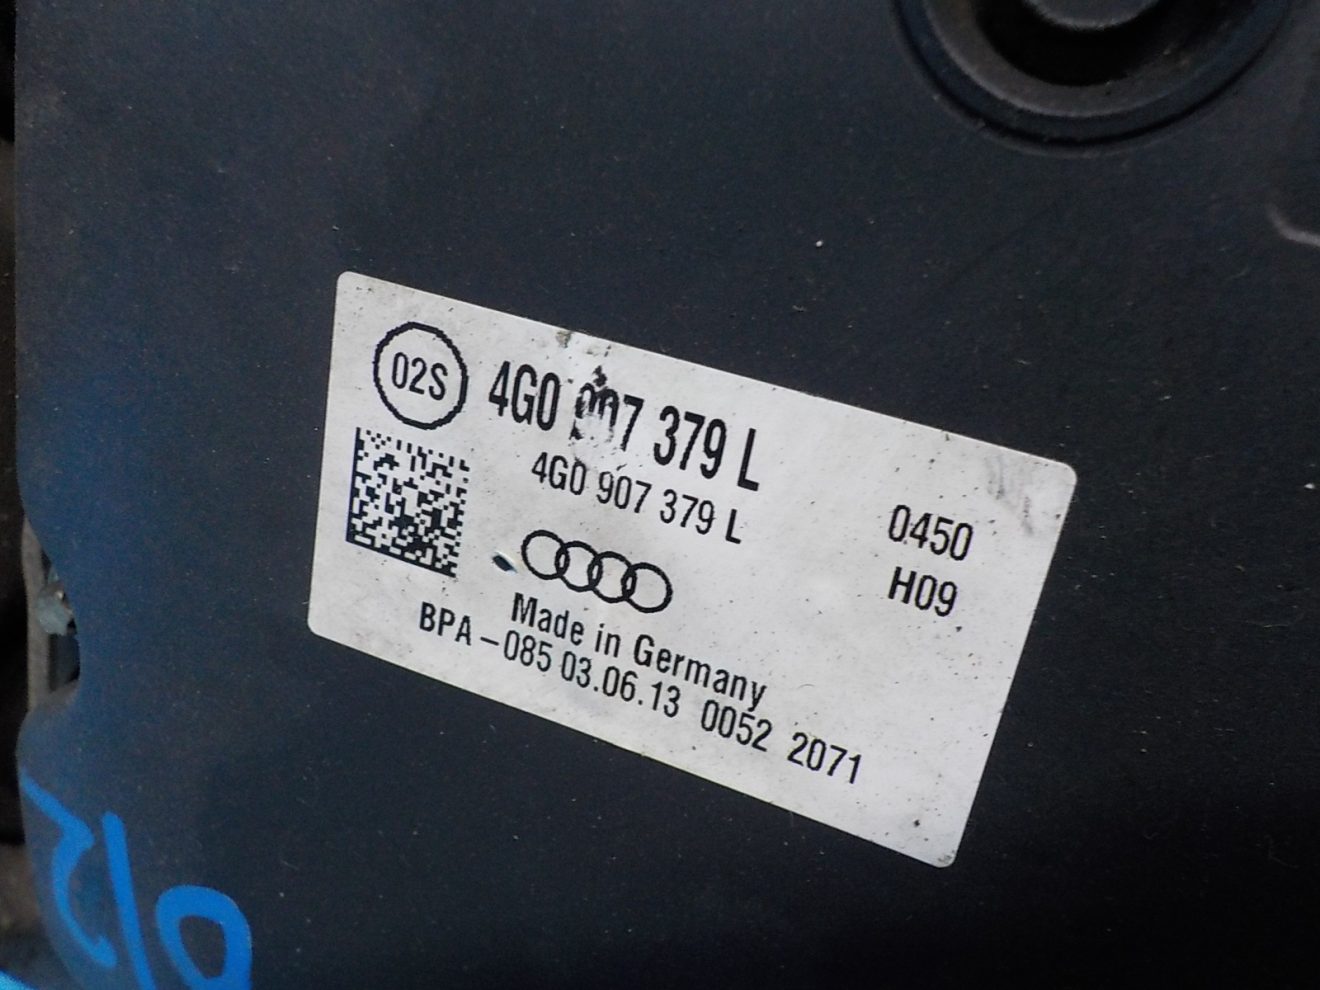 02S
4G0 907 379 L
4G0 907 379 L
0450
H09
Made in Germany
BPA-085 03.06.13 0052 2071